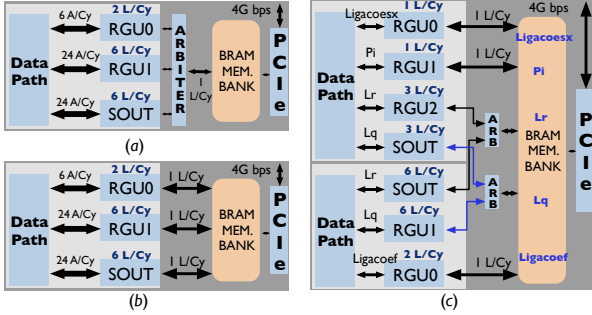 6 A/Cy
2 L/Cy
RGU0
24 A/Cy
6 L/Cy
RGU1
24 A/Cy
6 L/Cy
SOUT
Data
Path
ARBITER
1
L/Cy
BRAM
MEM.
BANK
4G bps
PCIe
(a)
6 A/Cy
2 L/Cy
RGU0
1 L/Cy
24 A/Cy
6 L/Cy
RGU1
1 L/Cy
24 A/Cy
6 L/Cy
SOUT
1 L/Cy
Data
Path
BRAM
MEM.
BANK
4G bps
PCIe
(b)
1 L/Cy
Ligacoesx
RGU0
1 L/Cy
Ligacoesx
4G bps
Pi
1 L/Cy
RGU1
1 L/Cy
Pi
Data
Path
Lr
3 L/Cy
RGU2
Lr
Lq
3 L/Cy
SOUT
ARB
BRAM
MEM.
BANK
PCIe
Lr
6 L/Cy
SOUT
ARB
Lq
Lq
6 L/Cy
RGU1
Data
Path
Ligacoef
2 L/Cy
RGU0
1 L/Cy
Ligacoef
(c)